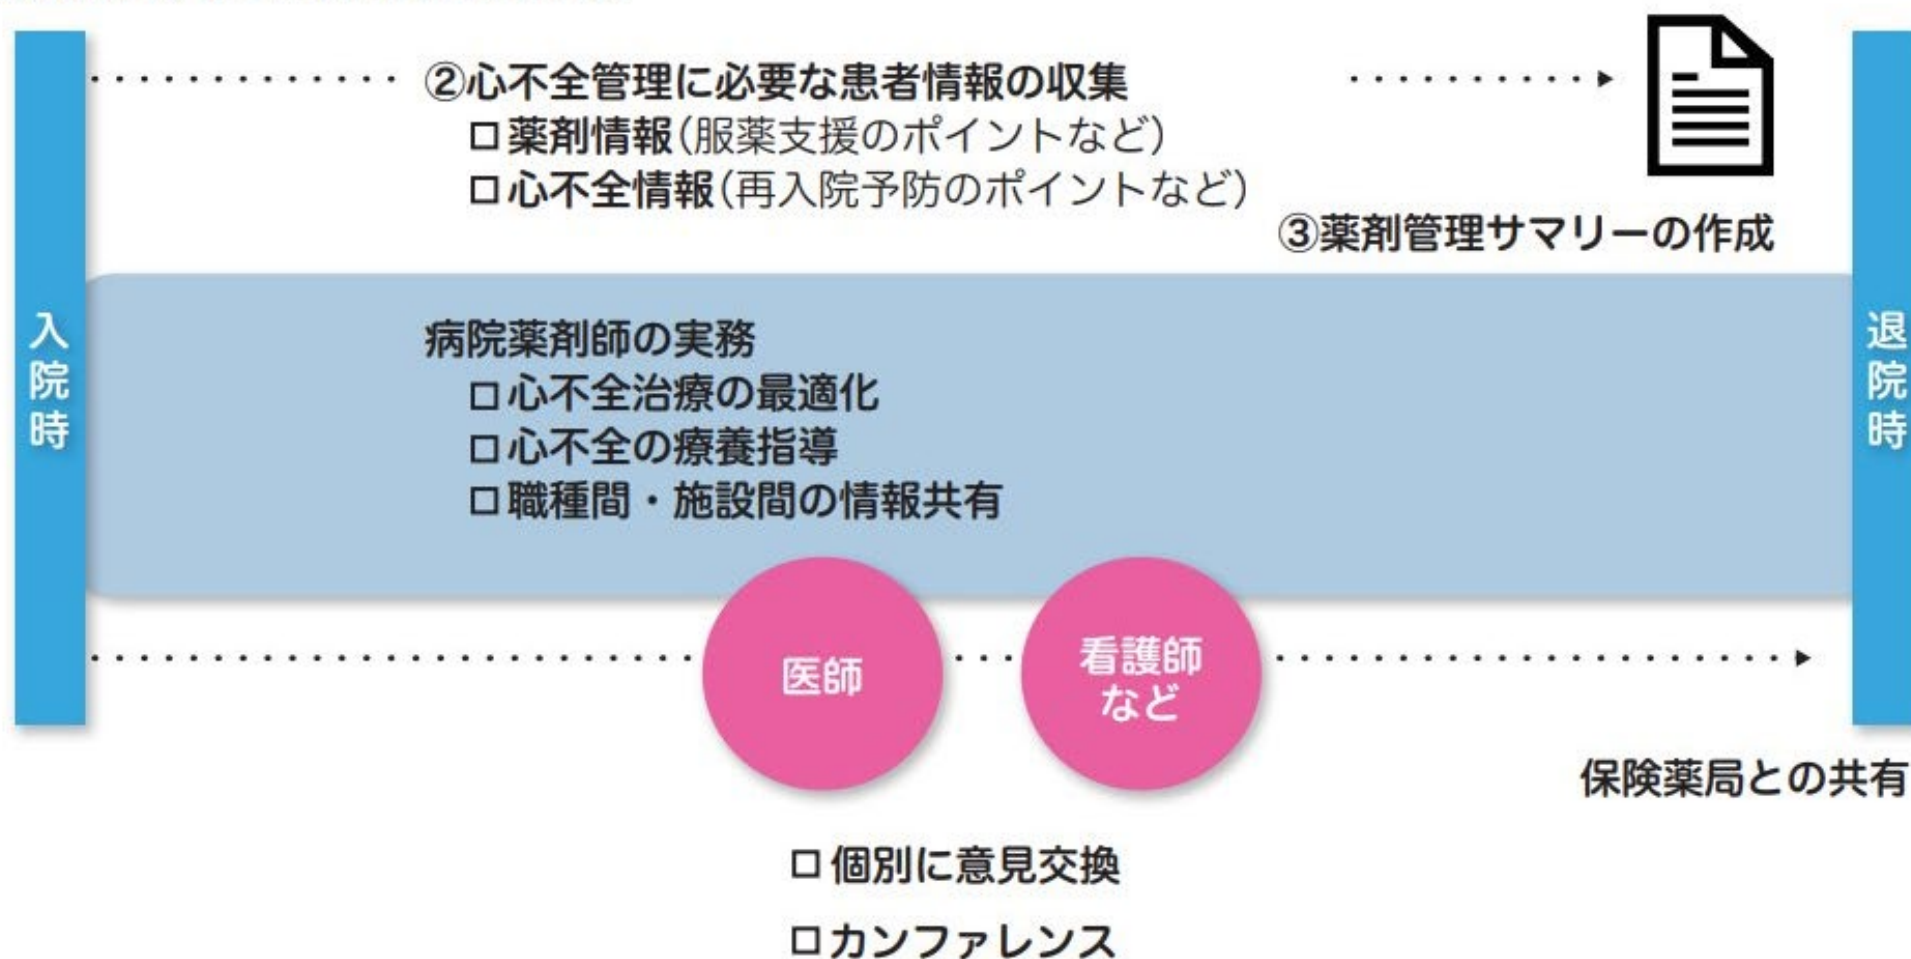 ②心不全管理に必要な患者情報の収集
□薬剤情報(服薬支援のポイントなど)
□心不全情報(再入院予防のポイントなど)
③薬剤管理サマリーの作成
入院時
病院薬剤師の実務
□心不全治療の最適化
□心不全の療養指導
□職種間・施設間の情報共有
退院時
医師
看護師
など
保険薬局との共有
□個別に意見交換
□カンファレンス